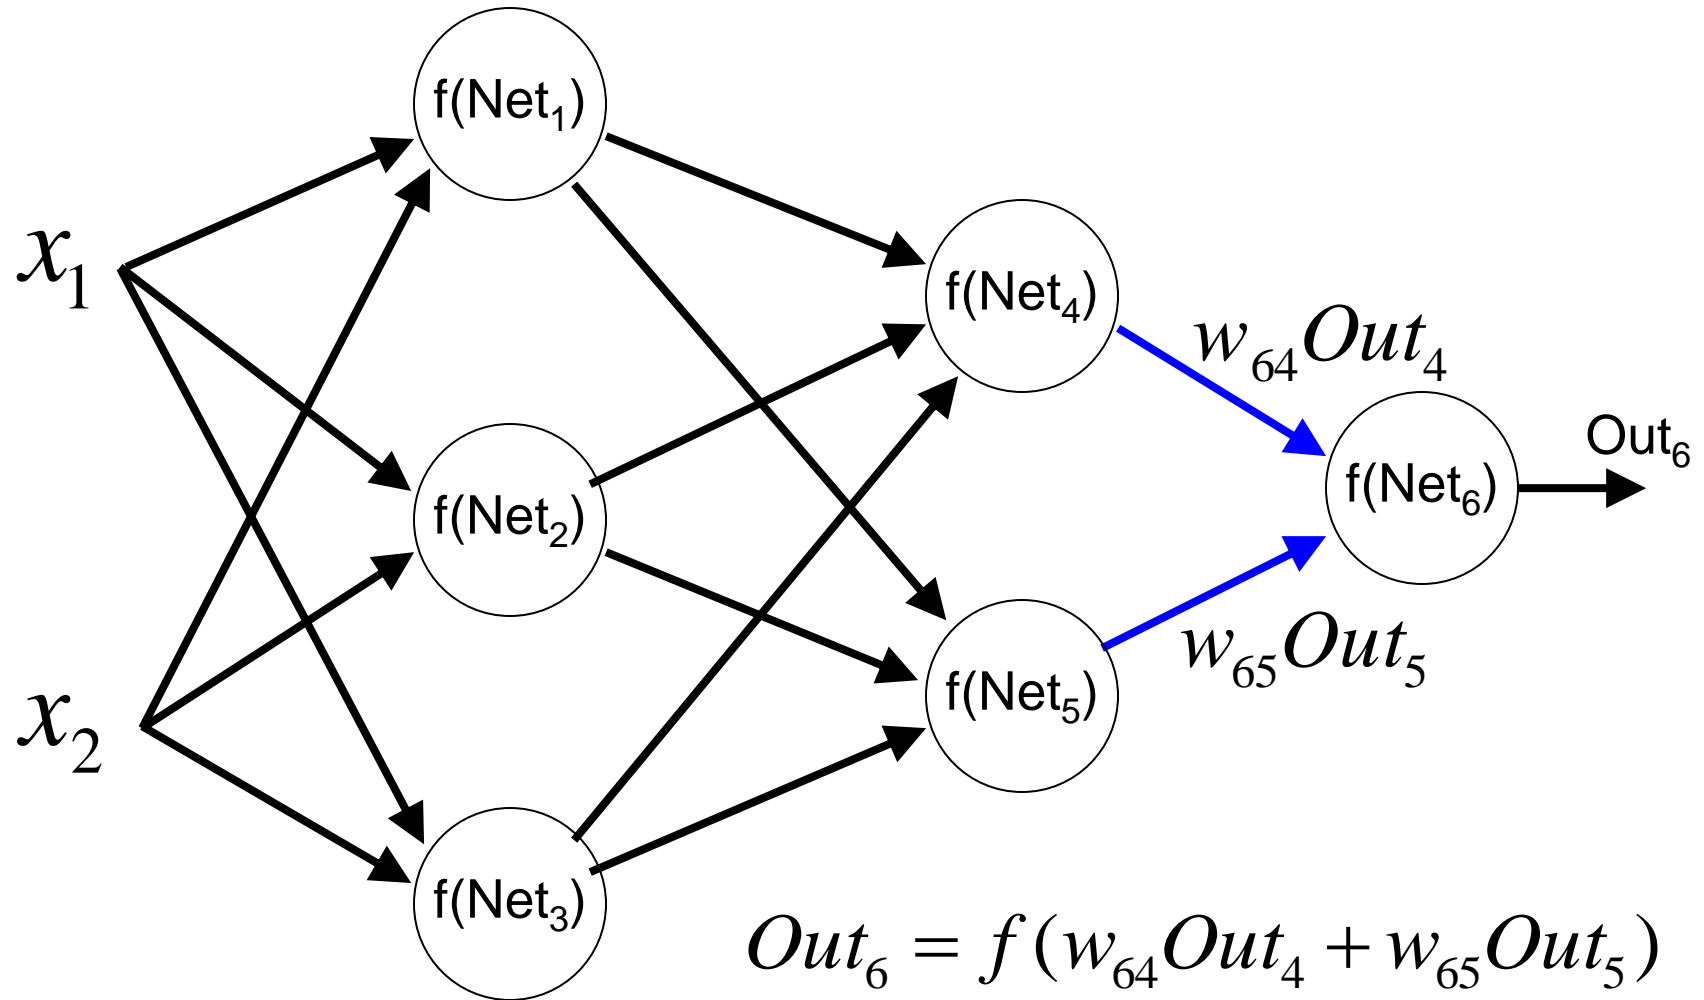 f(Net₁)
x₁
f(Net₄)
w₆₄Out₄
Out₆
f(Net₆)
f(Net₂)
w₆₅Out₅
f(Net₅)
x₂
f(Net₃)
Out₆ = f(w₆₄Out₄ + w₆₅Out₅)